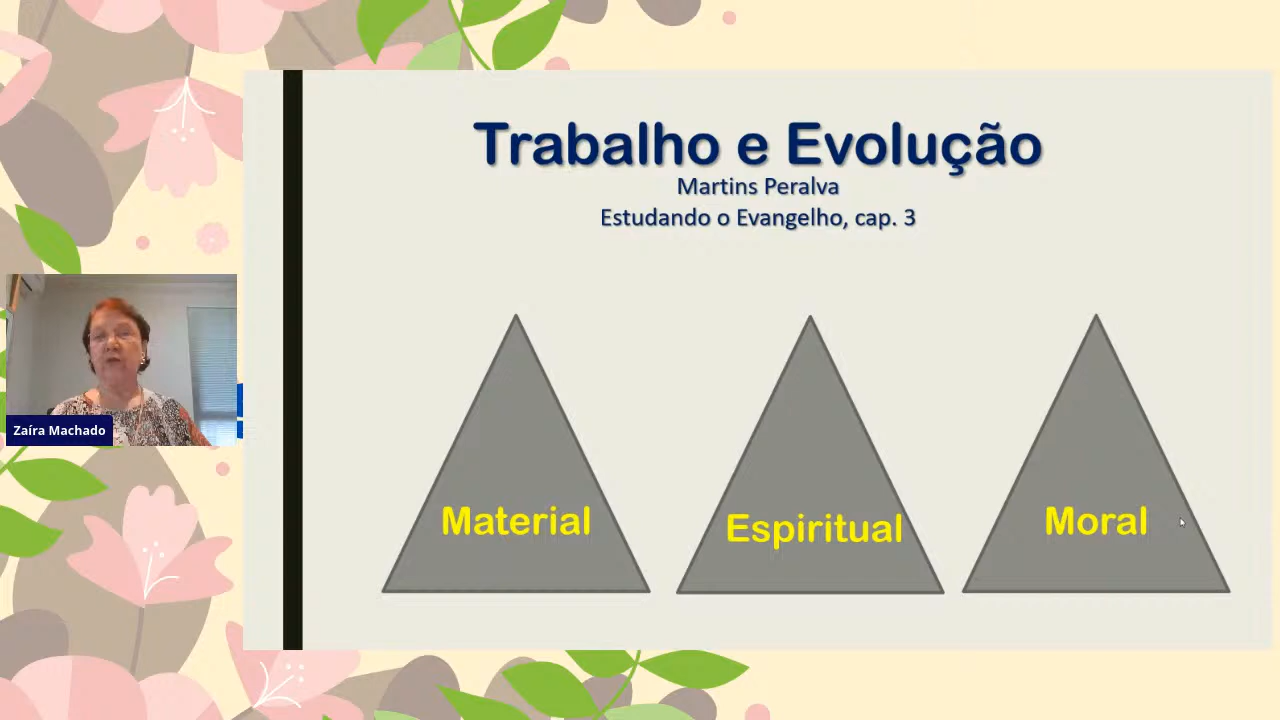 Trabalho e Evolução
Martins Peralva
Estudando o Evangelho, cap. 3
Material
Espiritual
Moral
Zaíra Machado